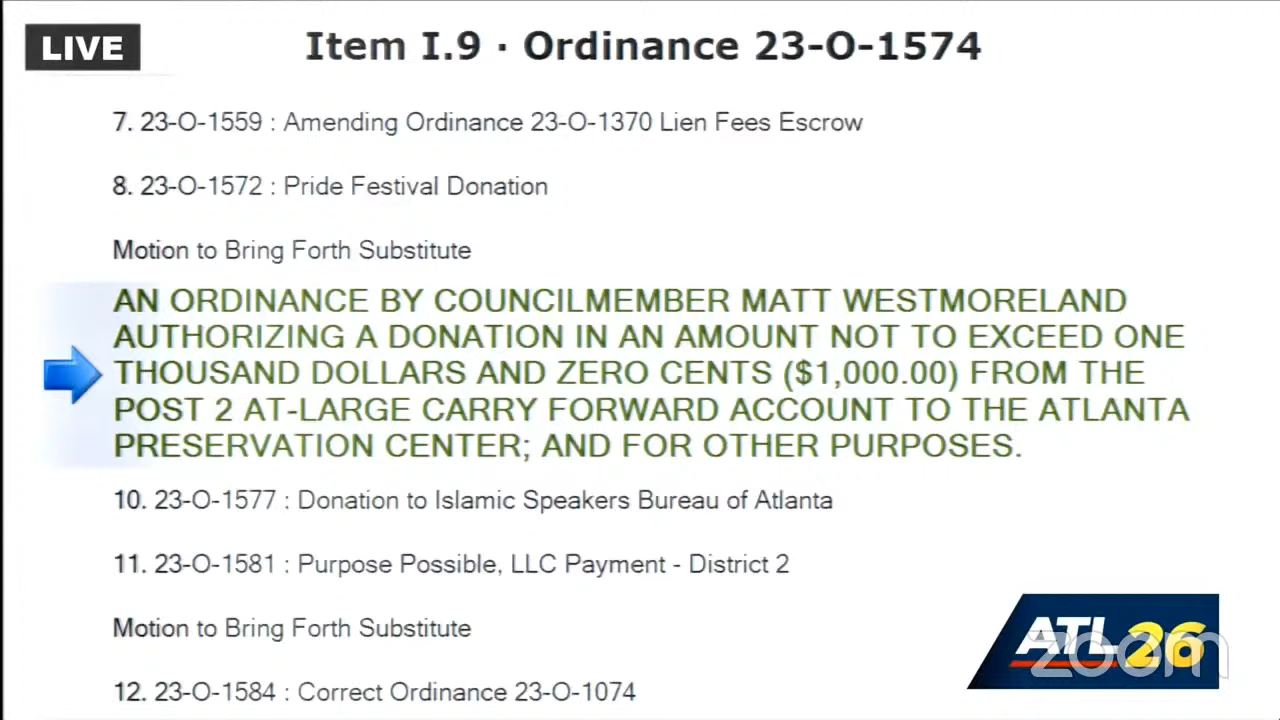 LIVE
Item I.9 · Ordinance 23-O-1574
7. 23-O-1559 : Amending Ordinance 23-O-1370 Lien Fees Escrow
8. 23-O-1572 : Pride Festival Donation
Motion to Bring Forth Substitute
AN ORDINANCE BY COUNCILMEMBER MATT WESTMORELAND
AUTHORIZING A DONATION IN AN AMOUNT NOT TO EXCEED ONE
THOUSAND DOLLARS AND ZERO CENTS ($1,000.00) FROM THE
POST 2 AT-LARGE CARRY FORWARD ACCOUNT TO THE ATLANTA
PRESERVATION CENTER; AND FOR OTHER PURPOSES.
10. 23-O-1577 : Donation to Islamic Speakers Bureau of Atlanta
11. 23-O-1581 : Purpose Possible, LLC Payment - District 2
Motion to Bring Forth Substitute
12. 23-O-1584 : Correct Ordinance 23-O-1074
ATL 26
zoom